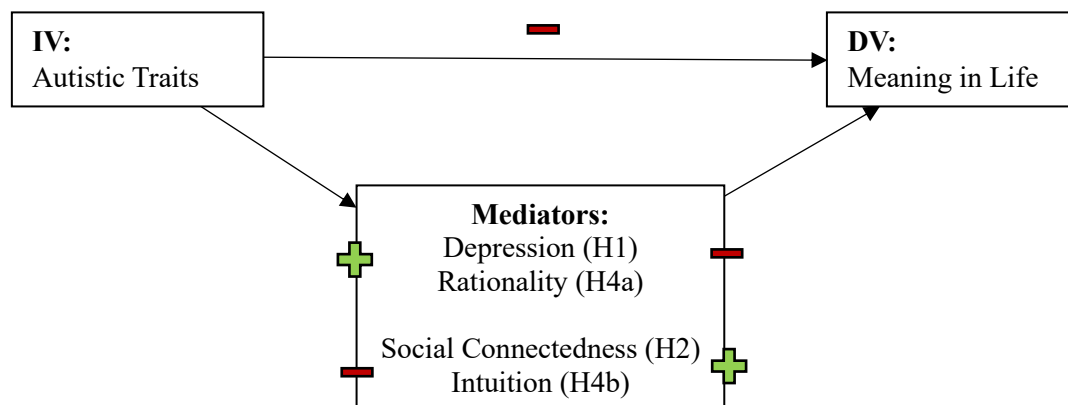 IV:
Autistic Traits
DV:
Meaning in Life
Mediators:
Depression (H1)
Rationality (H4a)
Social Connectedness (H2)
Intuition (H4b)